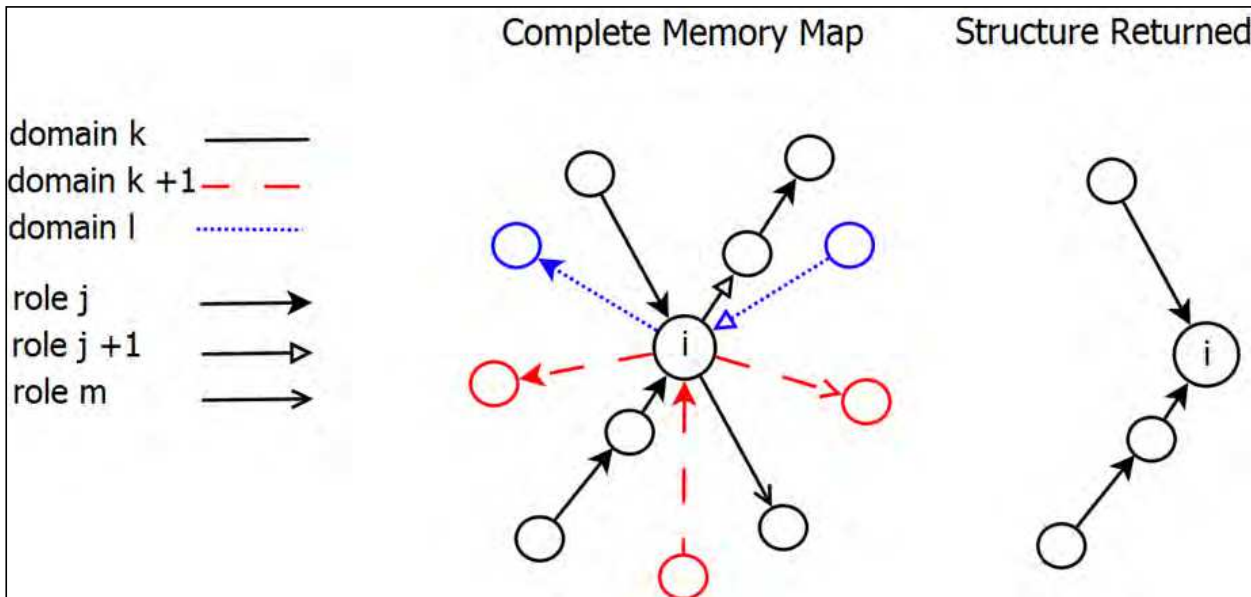 Complete Memory Map
Structure Returned
domain k
domain k +1
domain l
role j
role j +1
role m
i
i